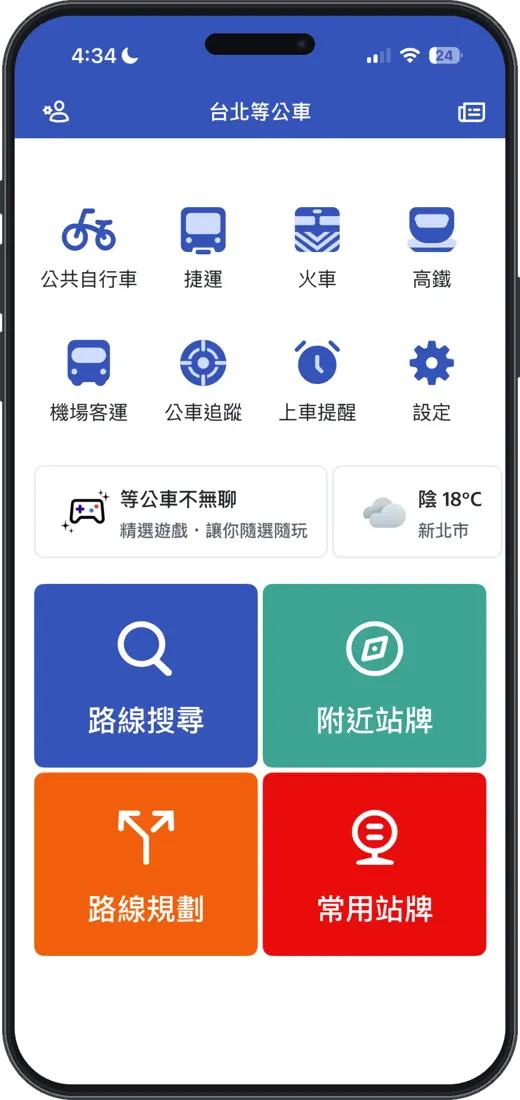 4:34
24
台北等公車
公共自行車
捷運
火車
高鐵
機場客運
公車追蹤
上車提醒
設定
等公車不無聊
精選遊戲・讓你隨選隨玩
陰 18°C
新北市
路線搜尋
附近站牌
路線規劃
常用站牌